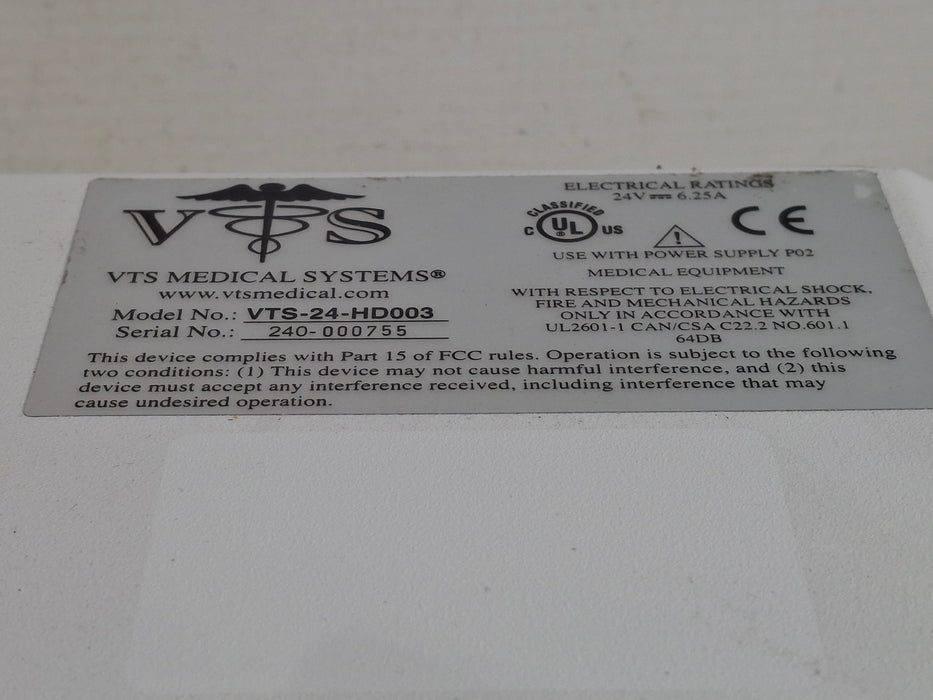 VTS
VTS MEDICAL SYSTEMS®
www.vtsmedical.com
Model No.: VTS-24-HD003
Serial No.: 240-000755
ELECTRICAL RATINGS
24V ⎓ 6.25A
CLASSIFIED
C UL US
CE
USE WITH POWER SUPPLY P02
MEDICAL EQUIPMENT
WITH RESPECT TO ELECTRICAL SHOCK,
FIRE AND MECHANICAL HAZARDS
ONLY IN ACCORDANCE WITH
UL2601-1 CAN/CSA C22.2 NO.601.1
64DB
This device complies with Part 15 of FCC rules. Operation is subject to the following
two conditions: (1) This device may not cause harmful interference, and (2) this
device must accept any interference received, including interference that may
cause undesired operation.